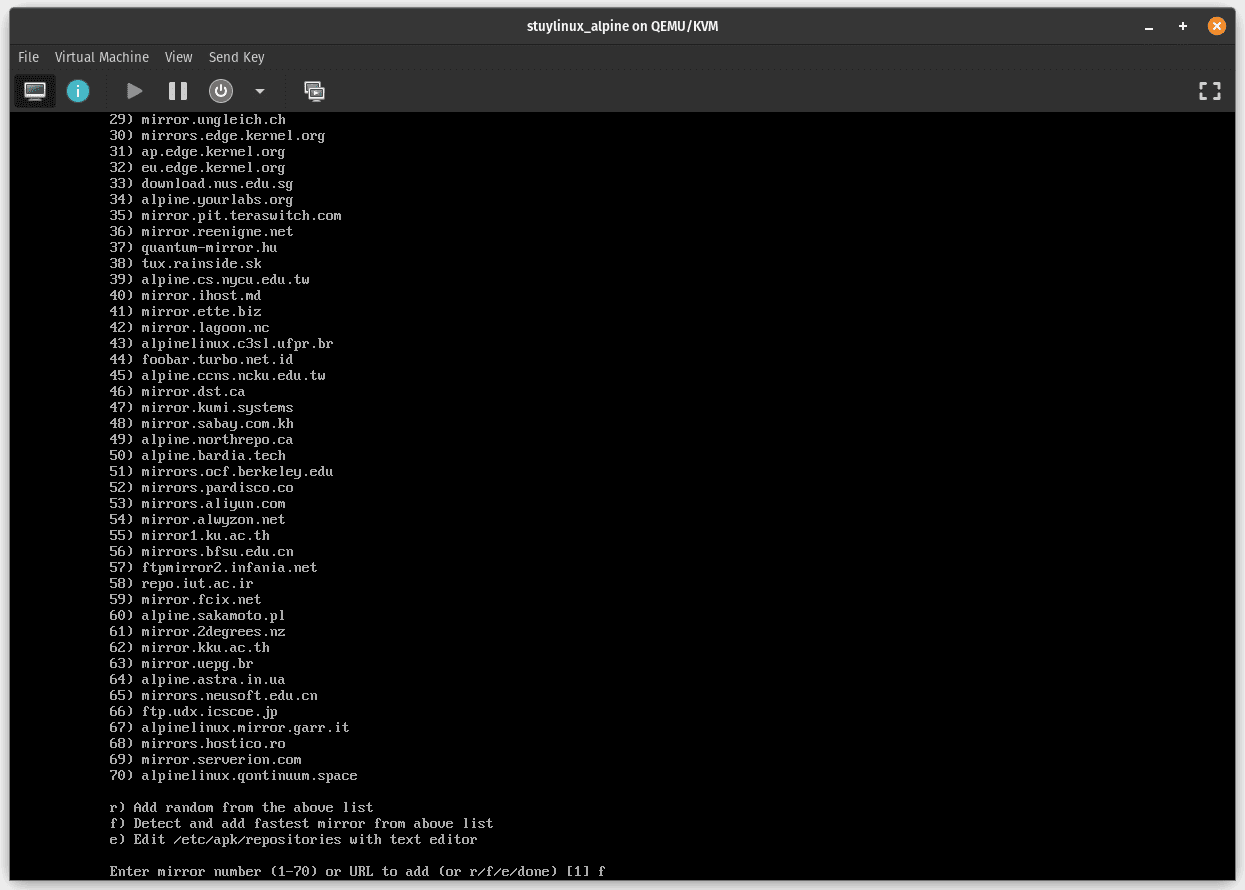 stuylinux_alpine on QEMU/KVM
File Virtual Machine View Send Key
29) mirror.ungleich.ch
30) mirrors.edge.kernel.org
31) ap.edge.kernel.org
32) eu.edge.kernel.org
33) download.nus.edu.sg
34) alpine.yourlabs.org
35) mirror.pit.teraswitch.com
36) mirror.reenigne.net
37) quantum-mirror.hu
38) tux.rainside.sk
39) alpine.cs.nycu.edu.tw
40) mirror.ihost.md
41) mirror.ette.biz
42) mirror.lagoon.nc
43) alpinelinux.c3sl.ufpr.br
44) foobar.turbo.net.id
45) alpine.ccns.ncku.edu.tw
46) mirror.dst.ca
47) mirror.kumi.systems
48) mirror.sabay.com.kh
49) alpine.northrepo.ca
50) alpine.bardia.tech
51) mirrors.ocf.berkeley.edu
52) mirrors.pardisco.co
53) mirrors.aliyun.com
54) mirror.alwyzon.net
55) mirror1.ku.ac.th
56) mirrors.bfsu.edu.cn
57) ftpmirror2.infania.net
58) repo.iut.ac.ir
59) mirror.fcix.net
60) alpine.sakamoto.pl
61) mirror.2degrees.nz
62) mirror.kku.ac.th
63) mirror.uepg.br
64) alpine.astra.in.ua
65) mirrors.neusoft.edu.cn
66) ftp.udx.icscoe.jp
67) alpinelinux.mirror.garr.it
68) mirrors.hostico.ro
69) mirror.serverion.com
70) alpinelinux.qontinuum.space
r) Add random from the above list
f) Detect and add fastest mirror from above list
e) Edit /etc/apk/repositories with text editor
Enter mirror number (1-70) or URL to add (or r/f/e/done) [1] f